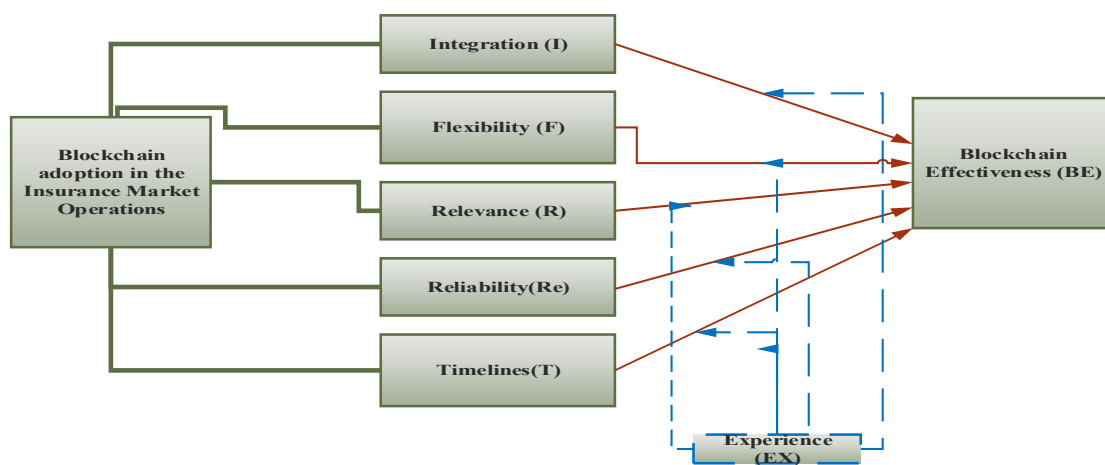 Integration (I)
Flexibility (F)
Blockchain
adoption in the
Insurance Market
Operations
Blockchain
Effectiveness (BE)
Relevance (R)
Reliability(Re)
Timelines(T)
Experience
(EX)